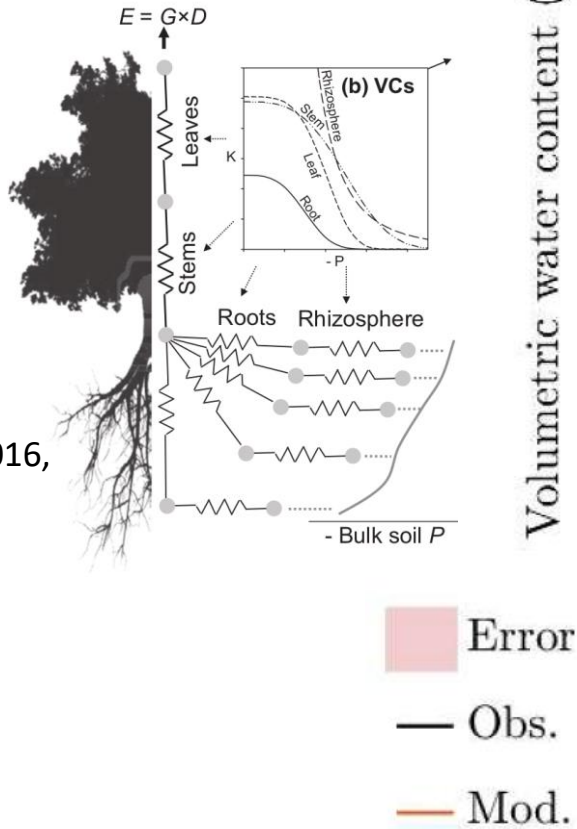 E = G×D
(b) VCs
Rhizosphere
Stem
Leaf
Root
K
- P
Leaves
Stems
Roots
Rhizosphere
016,
- Bulk soil P
Volumetric water content (
Error
Obs.
Mod.